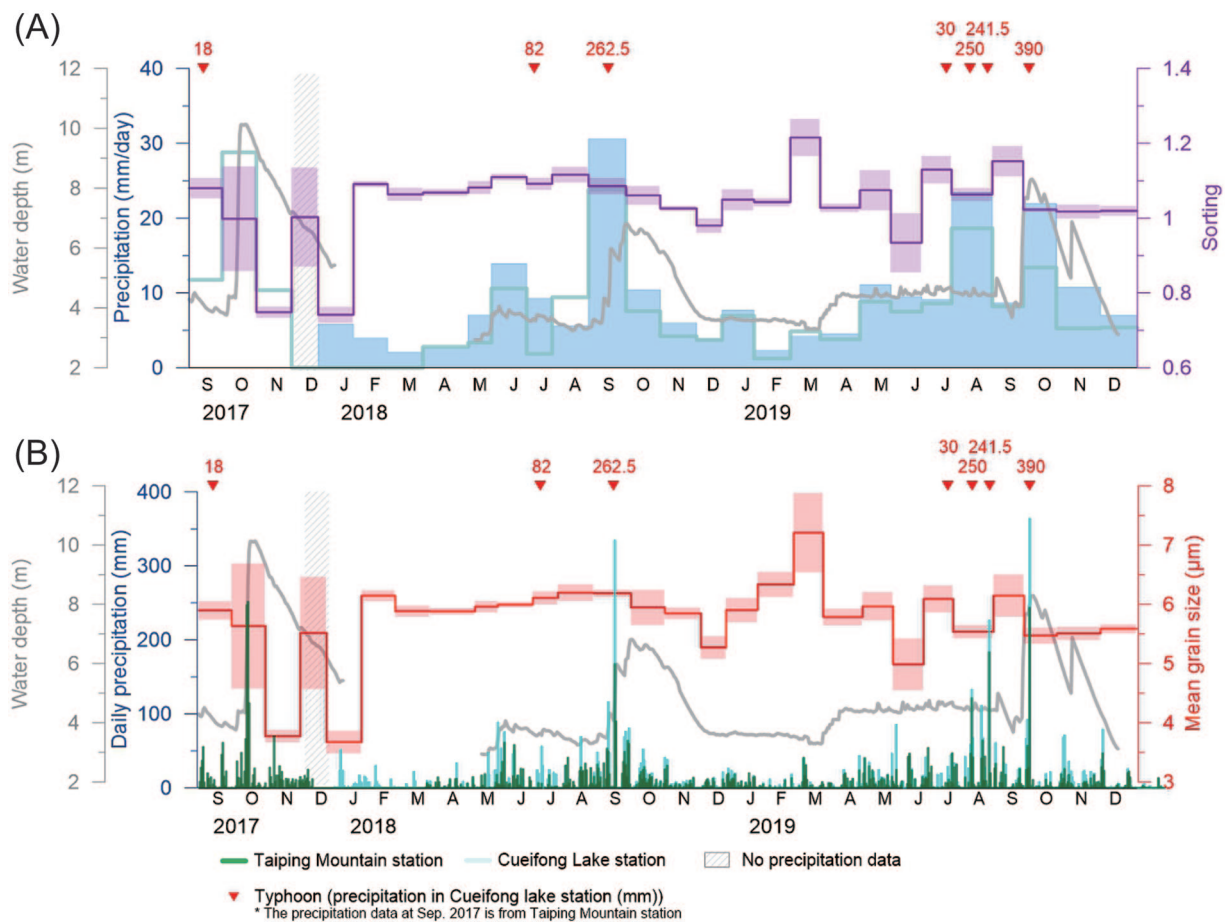 (A)
30 241.5
18 82 262.5 250 390
12 40 1.4
10 30 1.2
8 20 1
6
4 10 0.8
2 0 0.6
Water depth (m)
Precipitation (mm/day)
Sorting
S O N D J F M A M J J A S O N D J F M A M J J A S O N D
2017 2018 2019
(B)
30 241.5
18 82 262.5 250 390
12 400 8
10 300 7
8 6
6 200 5
4 100 4
2 0 3
Water depth (m)
Daily precipitation (mm)
Mean grain size (μm)
S O N D J F M A M J J A S O N D J F M A M J J A S O N D
2017 2018 2019
Taiping Mountain station Cueifong Lake station No precipitation data
Typhoon (precipitation in Cueifong lake station (mm))
* The precipitation data at Sep. 2017 is from Taiping Mountain station